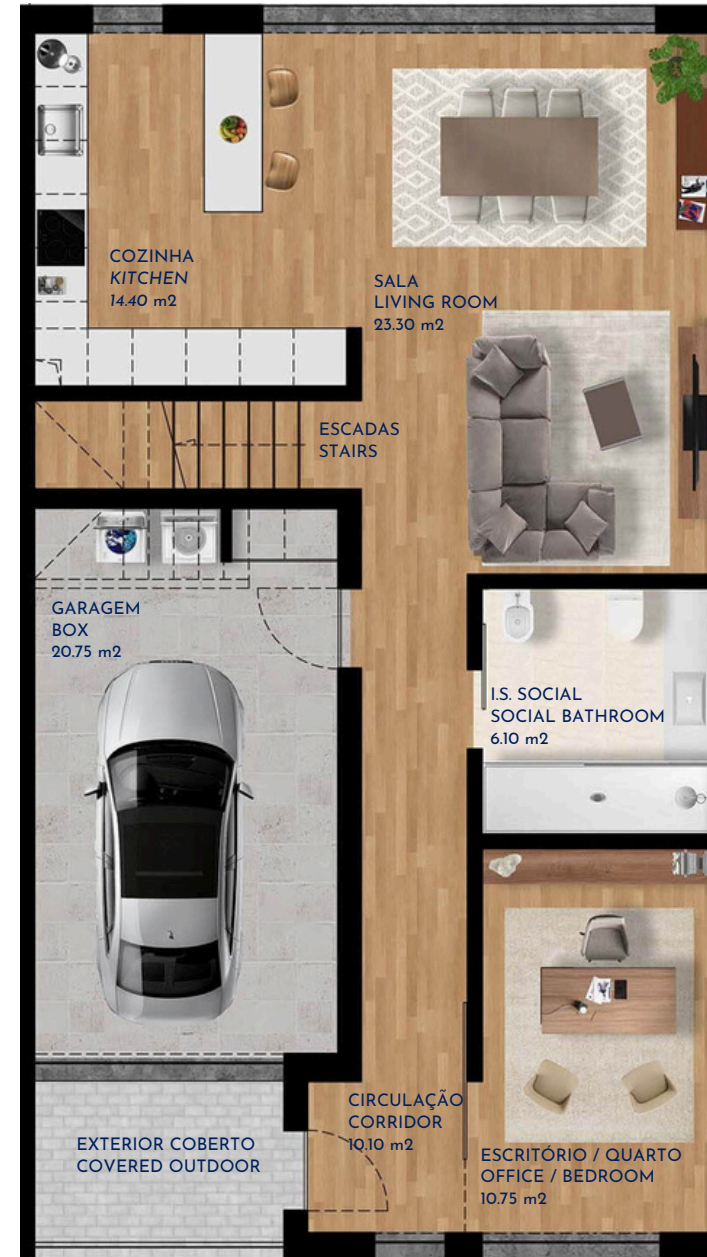 COZINHA
KITCHEN
14.40 m2
SALA
LIVING ROOM
23.30 m2
ESCADAS
STAIRS
GARAGEM
BOX
20.75 m2
I.S. SOCIAL
SOCIAL BATHROOM
6.10 m2
CIRCULAÇÃO
CORRIDOR
10.10 m2
EXTERIOR COBERTO
COVERED OUTDOOR
ESCRITÓRIO / QUARTO
OFFICE / BEDROOM
10.75 m2